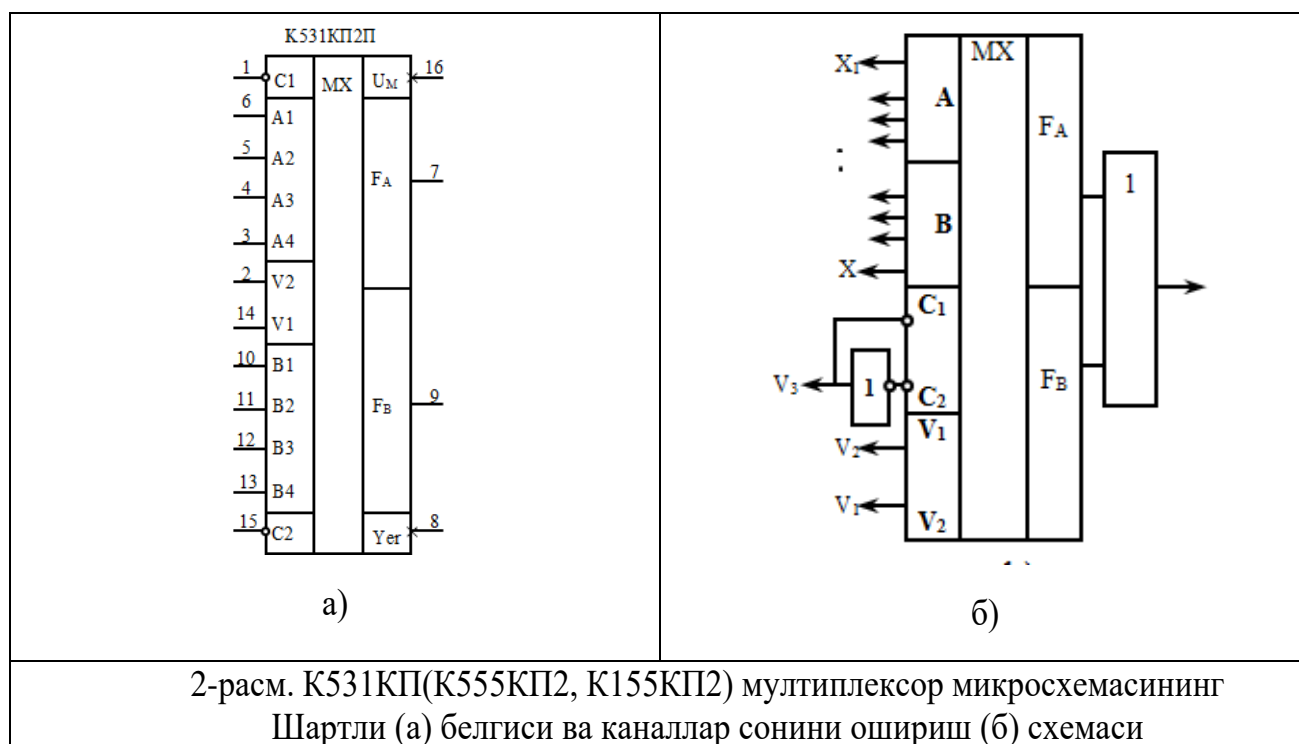 К531КП2П
1 C1 MX UM 16
6 A1
5 A2
4 A3
3 A4
FA 7
2 V2
14 V1
10 B1
11 B2
12 B3
13 B4
FB 9
15 C2
Yer 8
а)
X1
A
MX
FA
1
:
B
X
C1
V3
1
C2
FB
V1
V2
V1
V2
б)
2-расм. К531КП(К555КП2, К155КП2) мултиплексор микросхемасининг
Шартли (а) белгиси ва каналлар сонини ошириш (б) схемаси